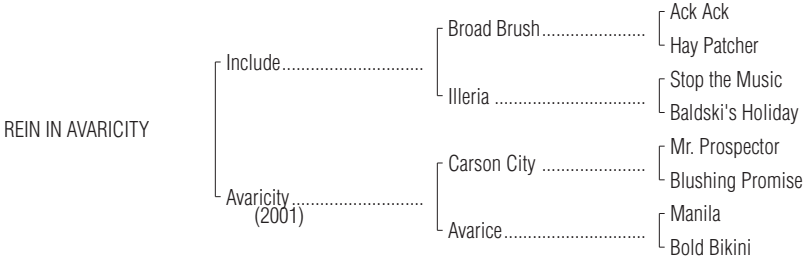 Ack Ack
Broad Brush......................
Hay Patcher
Include..............................
Stop the Music
Illeria ................................
Baldski's Holiday
REIN IN AVARICITY
Mr. Prospector
Carson City ......................
Blushing Promise
Avaricity............................
(2001)
Manila
Avarice..............................
Bold Bikini